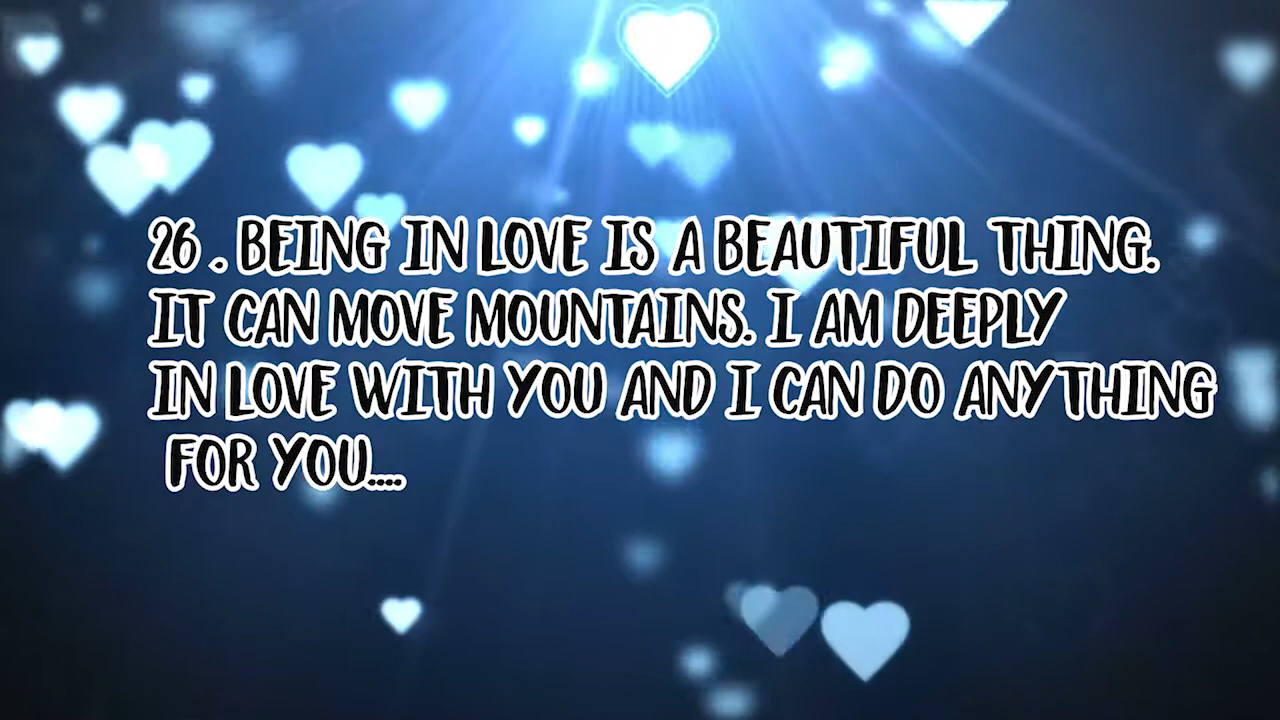 26 . BEING IN LOVE IS A BEAUTIFUL THING.
IT CAN MOVE MOUNTAINS. I AM DEEPLY
IN LOVE WITH YOU AND I CAN DO ANYTHING
FOR YOU....